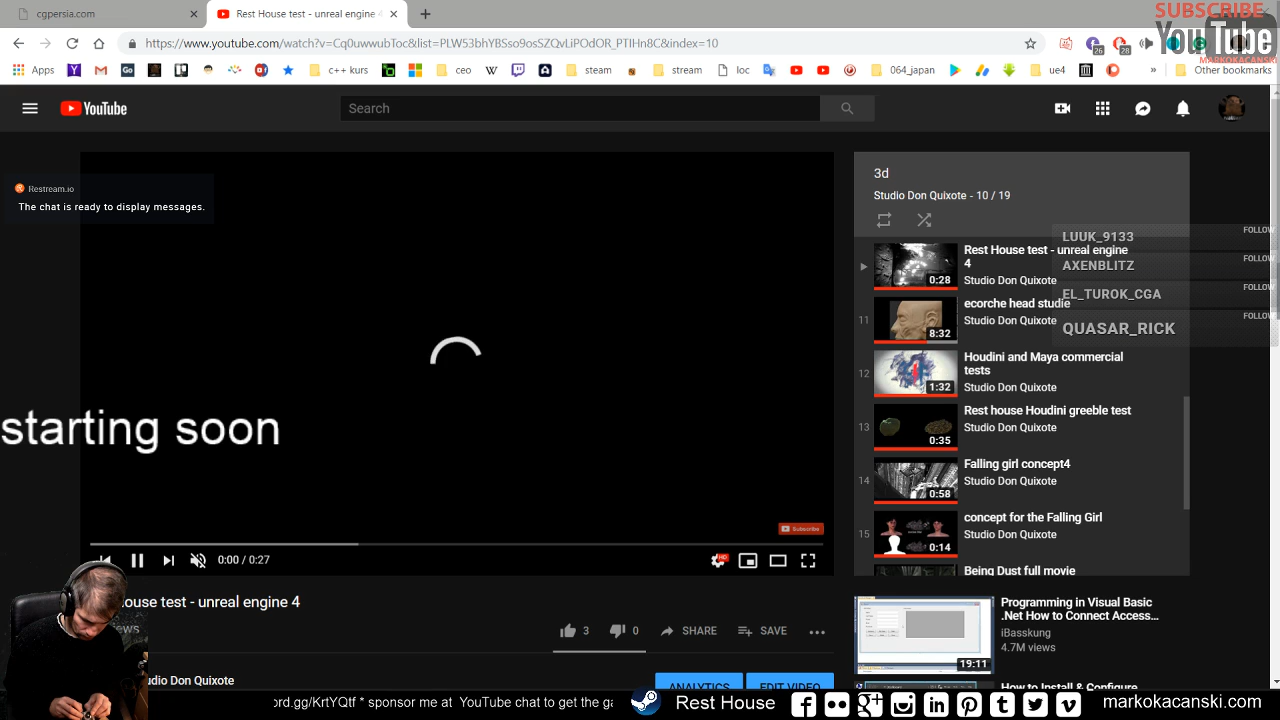 cgpersia.com
Rest House test - unreal engine 4
SUBSCRIBE
YouTube
MARKOKACANSKI
https://www.youtube.com/watch?v=Cq0uwwubToc&list=PLW53bhYBSso9osSZQvLiPOdOR_PTIHn8C&index=10
26
28
Apps
c++ kurs
ceo
steam
stream
loc
064_japan
ue4
»
Other bookmarks
YouTube
Search
Restream.io
The chat is ready to display messages.
3d
Studio Don Quixote - 10 / 19
LUUK_9133 FOLLOW
AXENBLITZ FOLLOW
EL_TUROK_CGA FOLLOW
QUASAR_RICK FOLLOW
Rest House test - unreal engine
4
Studio Don Quixote
0:28
11
ecorche head studie
Studio Don Quixote
8:32
12
Houdini and Maya commercial
tests
Studio Don Quixote
1:32
13
Rest house Houdini greeble test
Studio Don Quixote
0:35
14
Falling girl concept4
Studio Don Quixote
0:58
15
concept for the Falling Girl
Studio Don Quixote
0:14
Being Dust full movie
starting soon
Subscribe
0:00 / 0:27
HD
House test - unreal engine 4
3
SHARE
SAVE
Programming in Visual Basic
.Net How to Connect Access...
iBasskung
4.7M views
19:11
How to Install & Configure
Don Quixote
ANALYTICS
EDIT VIDEO
* sponsor me at YouTube chat to get the
Rest House
markokacanski.com